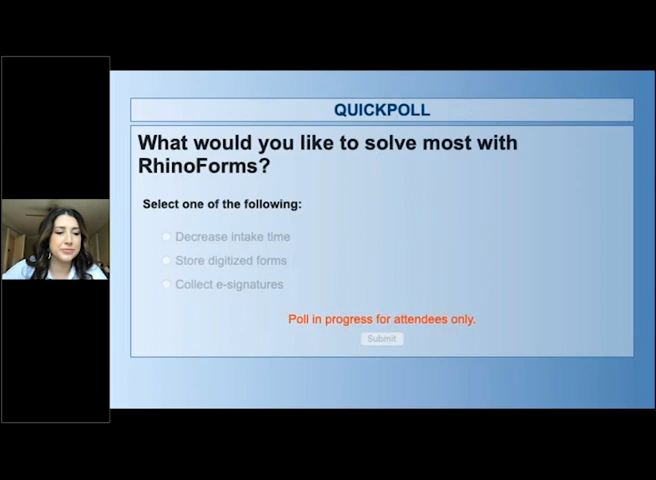 QUICKPOLL
What would you like to solve most with
RhinoForms?
Select one of the following:
Decrease intake time
Store digitized forms
Collect e-signatures
Poll in progress for attendees only.
Submit